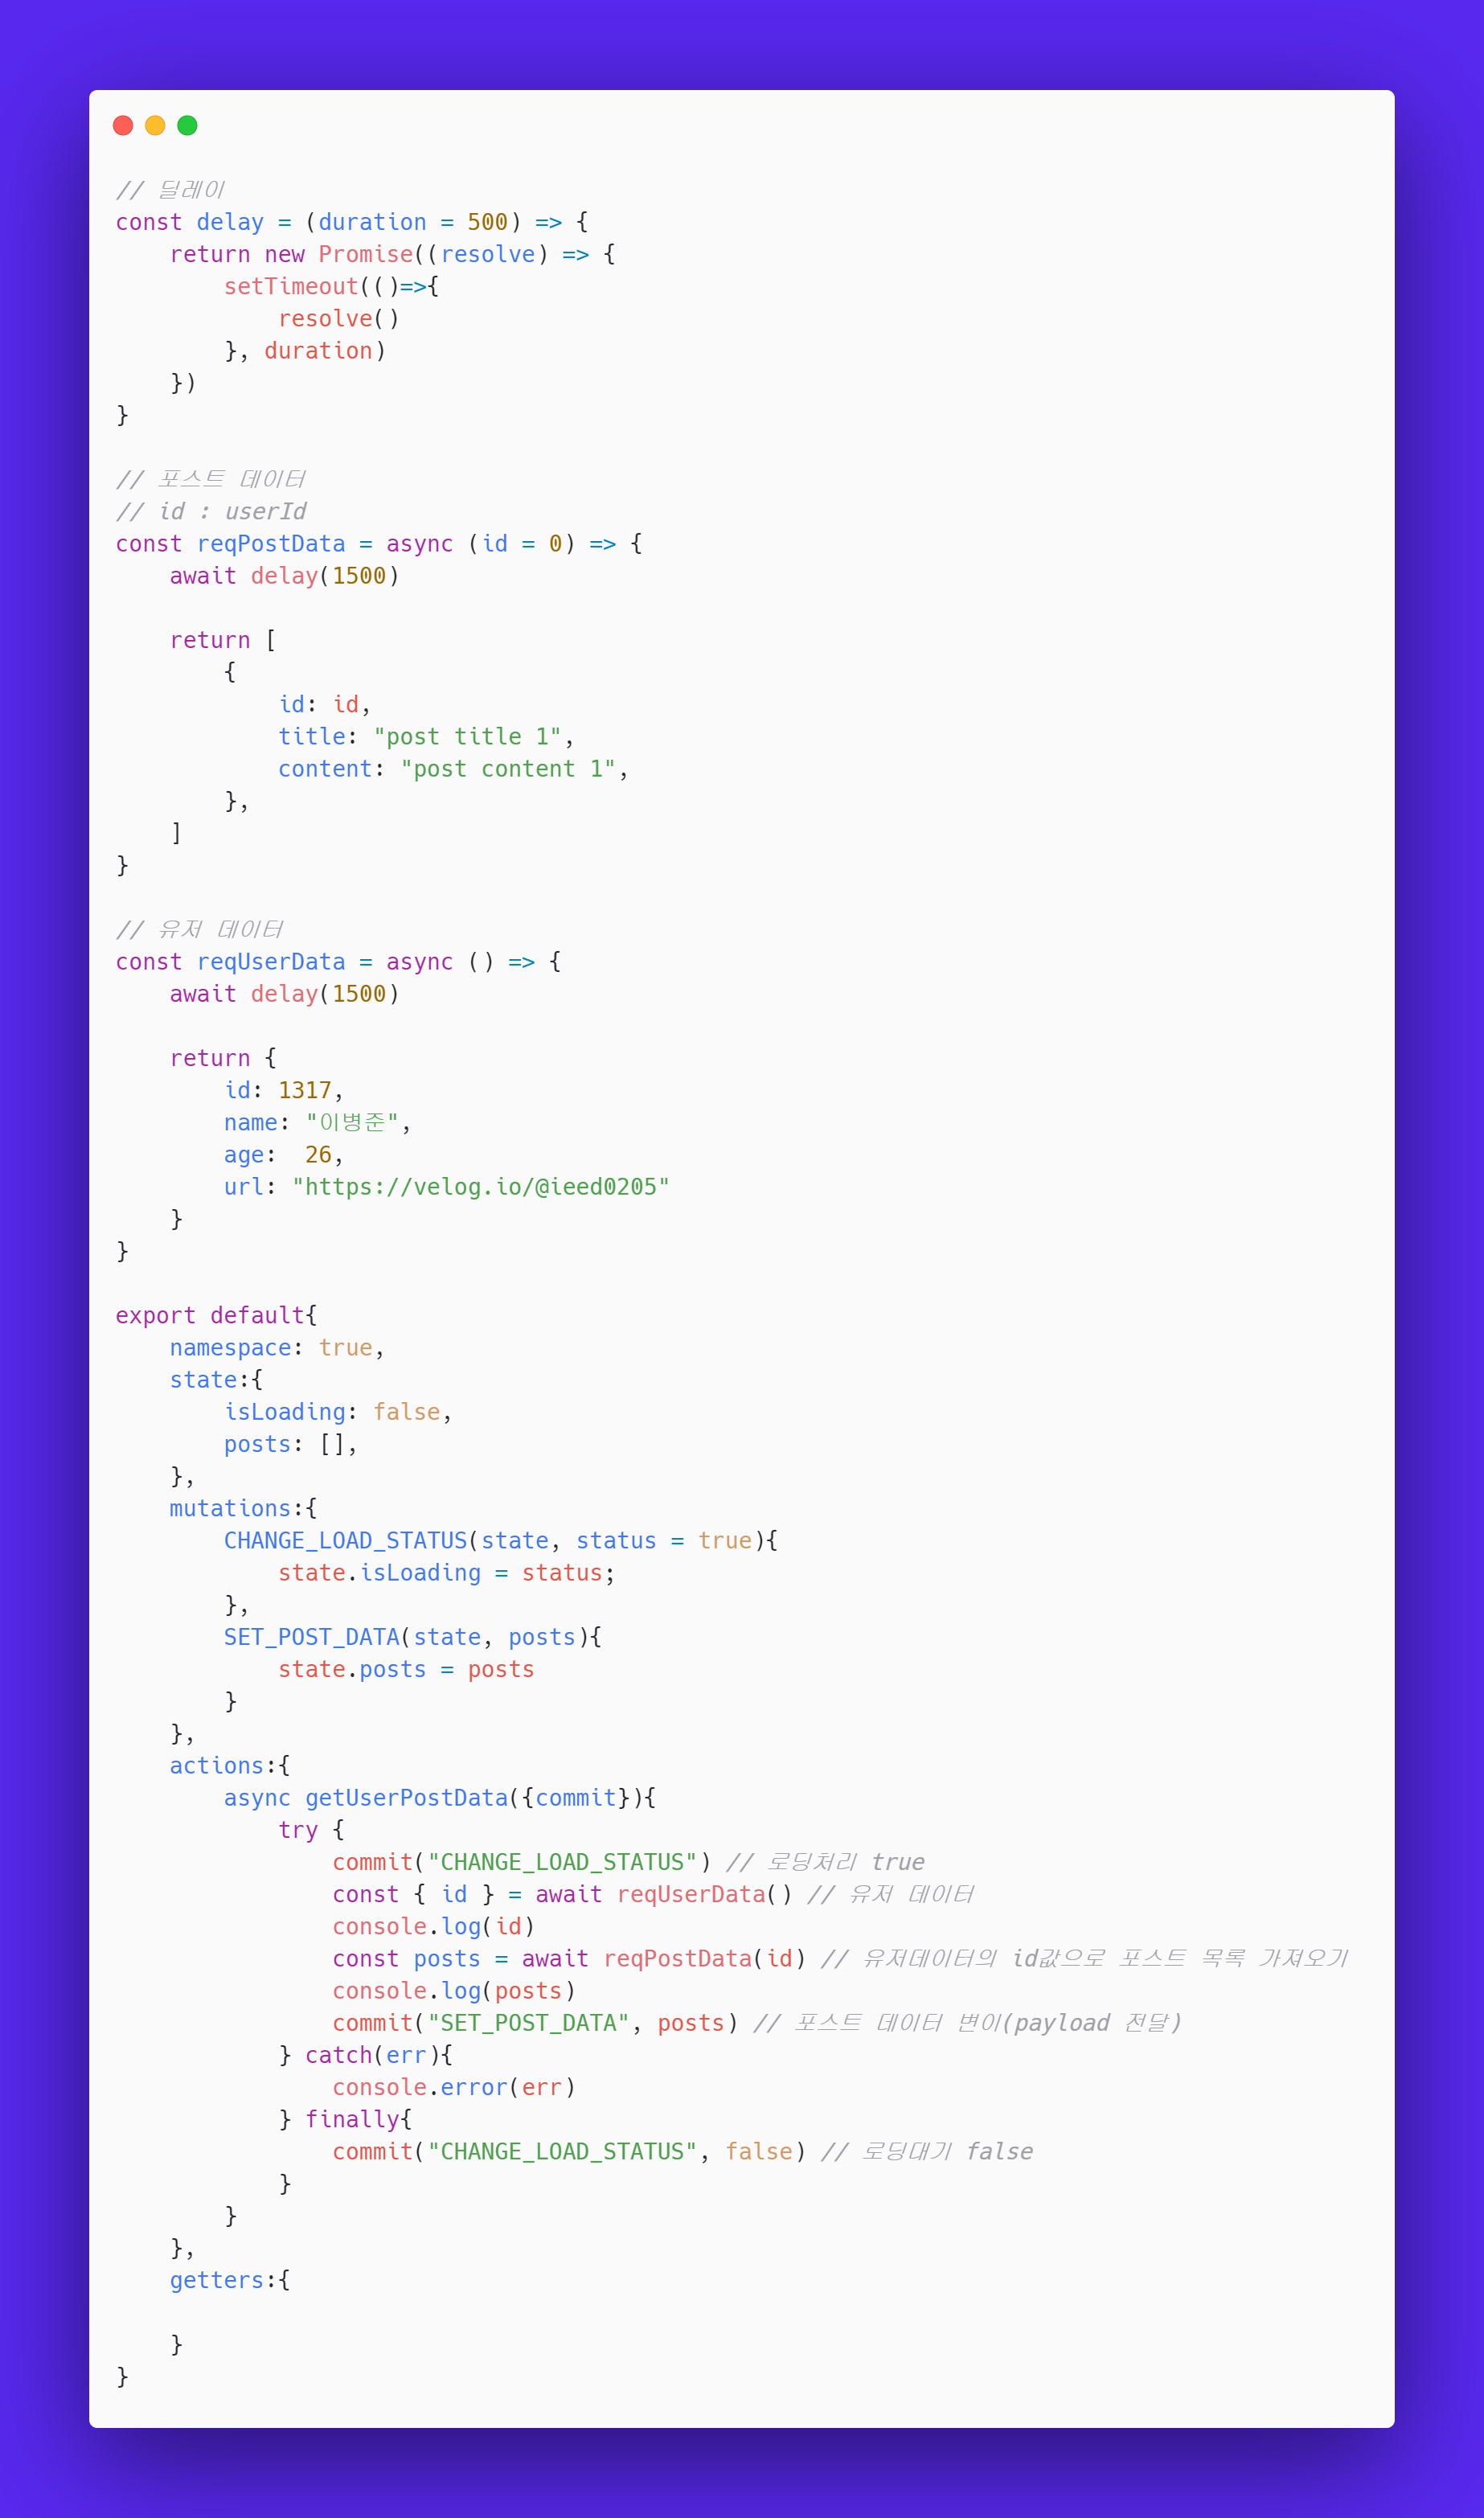 // 딜레이
const delay = (duration = 500) => {
    return new Promise((resolve) => {
        setTimeout(()=>{
            resolve()
        }, duration)
    })
}

// 포스트 데이터
// id : userId
const reqPostData = async (id = 0) => {
    await delay(1500)

    return [
        {
            id: id,
            title: "post title 1",
            content: "post content 1",
        },
    ]
}

// 유저 데이터
const reqUserData = async () => {
    await delay(1500)

    return {
        id: 1317,
        name: "이병준",
        age:  26,
        url: "https://velog.io/@ieed0205"
    }
}

export default{
    namespace: true,
    state:{
        isLoading: false,
        posts: [],
    },
    mutations:{
        CHANGE_LOAD_STATUS(state, status = true){
            state.isLoading = status;
        },
        SET_POST_DATA(state, posts){
            state.posts = posts
        }
    },
    actions:{
        async getUserPostData({commit}){
            try {
                commit("CHANGE_LOAD_STATUS") // 로딩처리 true
                const { id } = await reqUserData() // 유저 데이터
                console.log(id)
                const posts = await reqPostData(id) // 유저데이터의 id값으로 포스트 목록 가져오기
                console.log(posts)
                commit("SET_POST_DATA", posts) // 포스트 데이터 변이(payload 전달)
            } catch(err){
                console.error(err)
            } finally{
                commit("CHANGE_LOAD_STATUS", false) // 로딩대기 false
            }
        }
    },
    getters:{

    }
}